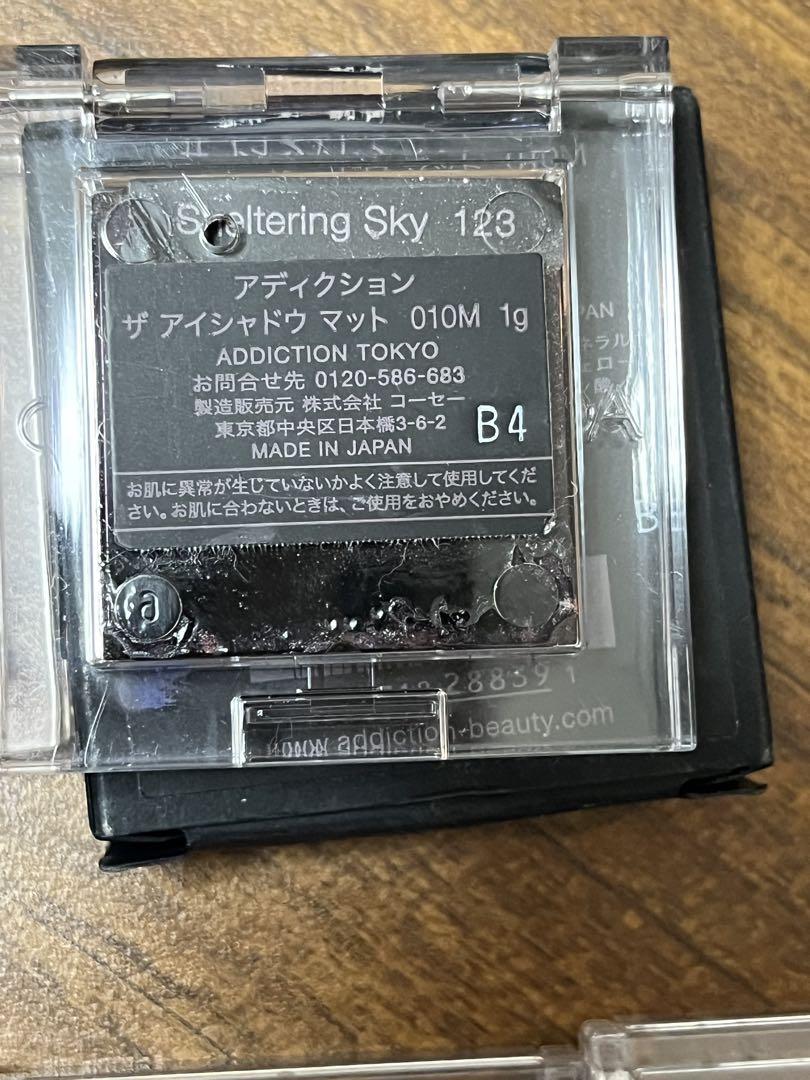 Sheltering Sky 123
アディクション
ザ アイシャドウ マット 010M 1g
ADDICTION TOKYO
お問合せ先 0120-586-683
製造販売元 株式会社 コーセー
東京都中央区日本橋3-6-2
MADE IN JAPAN
B4
お肌に異常が生じていないかよく注意して使用してくだ
さい。お肌に合わないときは、ご使用をおやめください。
a
addiction-beauty.com